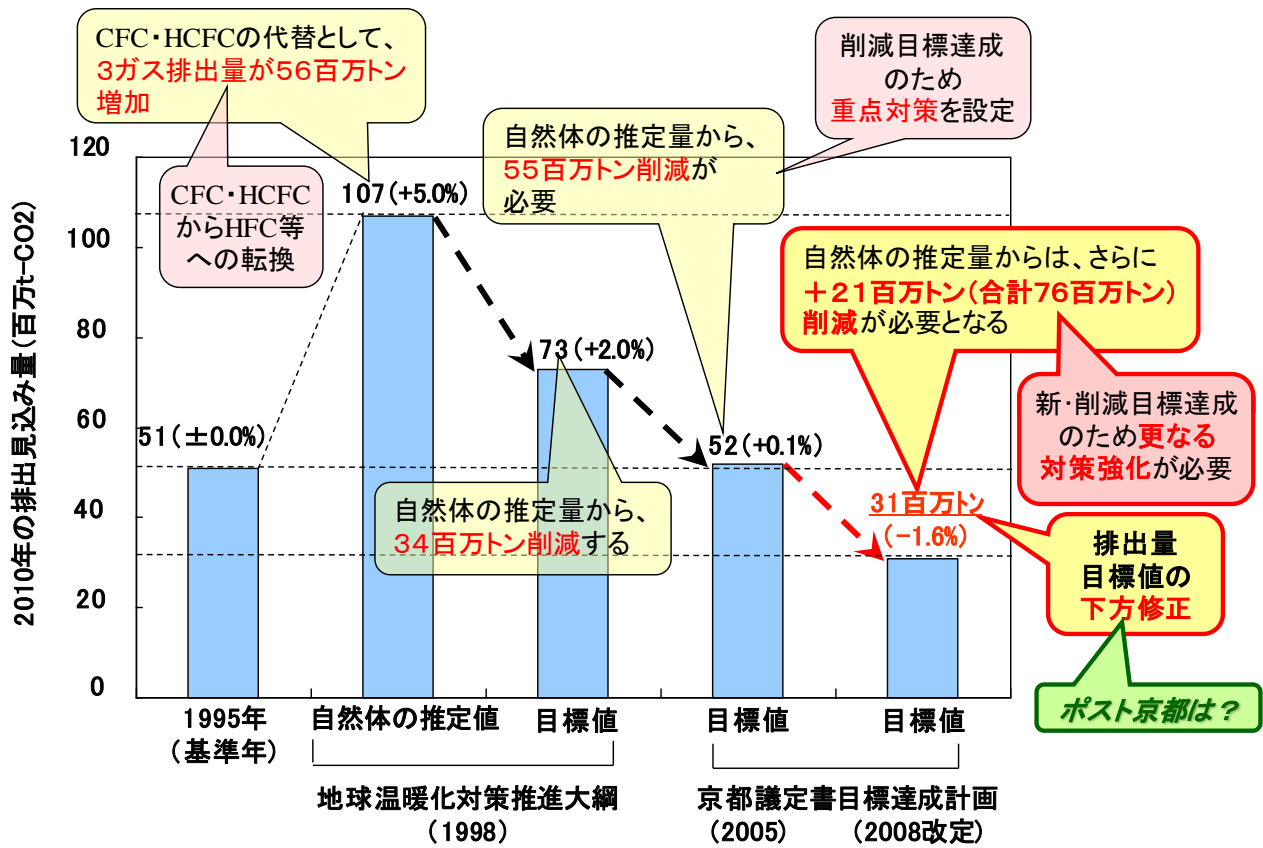 CFC・HCFCの代替として、
3ガス排出量が56百万トン
増加
削減目標達成
のため
重点対策を設定
自然体の推定量から、
55百万トン削減が
必要
CFC・HCFC
からHFC等
への転換
自然体の推定量からは、さらに
+21百万トン(合計76百万トン)
削減が必要となる
新・削減目標達成
のため更なる
対策強化が必要
自然体の推定量から、
34百万トン削減する
排出量
目標値の
下方修正
ポスト京都は?
2010年の排出見込み量(百万t-CO2)
120
100
80
60
40
20
0
51(±0.0%)
107(+5.0%)
73(+2.0%)
52(+0.1%)
31百万トン
(-1.6%)
1995年
(基準年)
自然体の推定値
目標値
目標値
目標値
地球温暖化対策推進大綱
(1998)
京都議定書目標達成計画
(2005)
(2008改定)